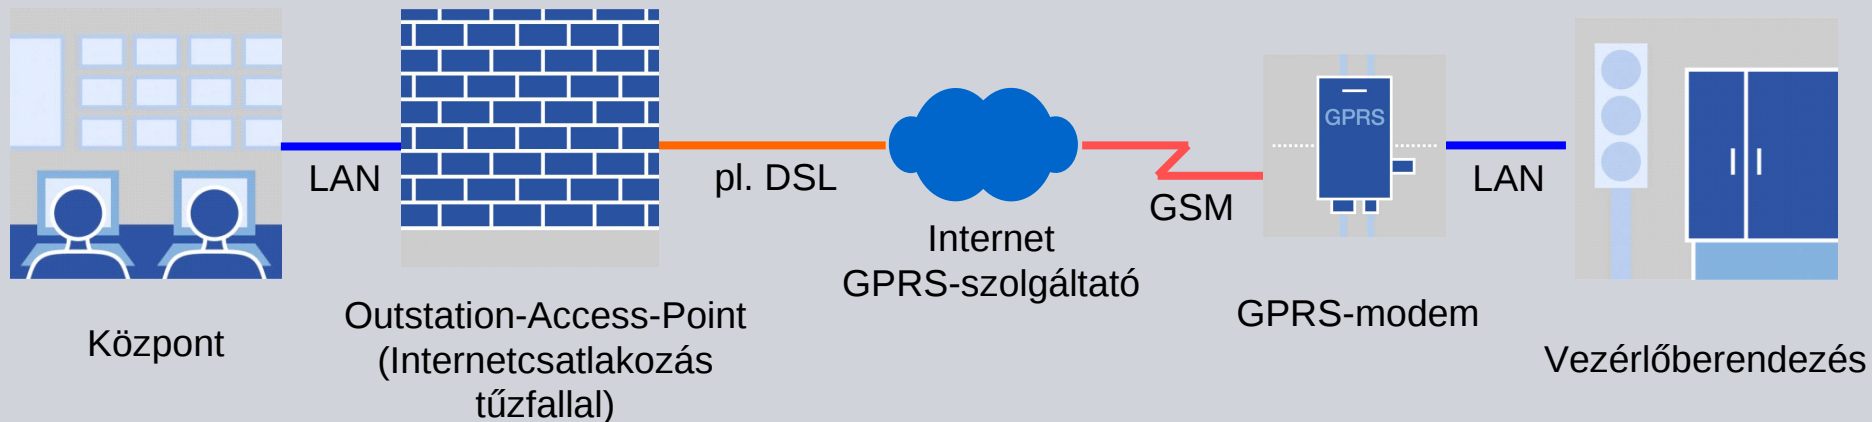 LAN
pl. DSL
GSM
GPRS
LAN
Internet
GPRS-szolgáltató
Központ
Outstation-Access-Point
(Internetcsatlakozás
tűzfallal)
GPRS-modem
Vezérlőberendezés